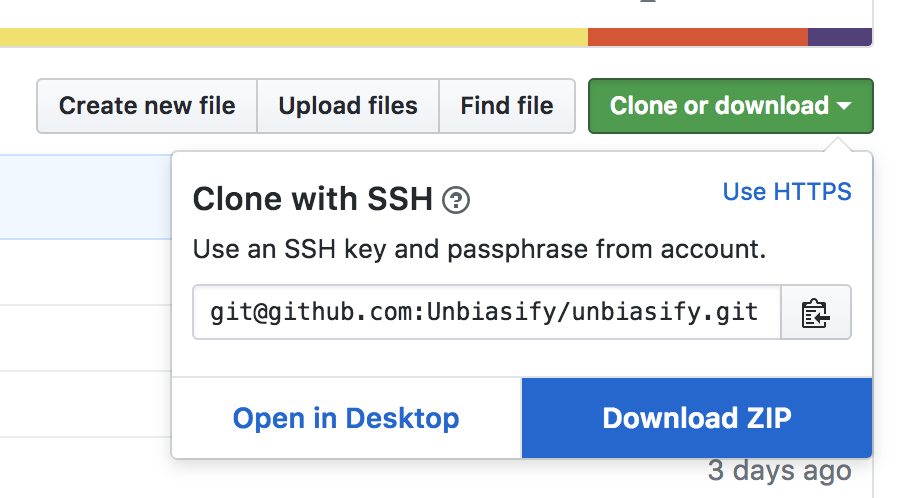 Create new file
Upload files
Find file
Clone or download
Clone with SSH
?
Use HTTPS
Use an SSH key and passphrase from account.
git@github.com:Unbiasify/unbiasify.git
Open in Desktop
Download ZIP
3 days ago